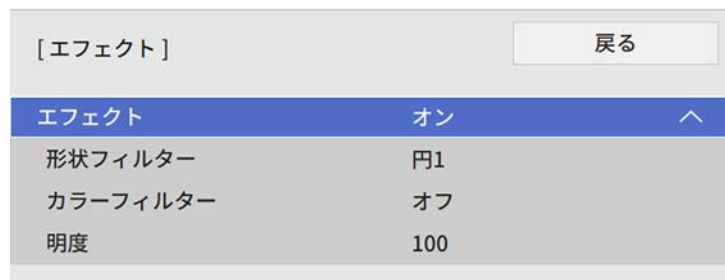 [エフェクト] 戻る
エフェクト オン
形状フィルター 円1
カラーフィルター オフ
明度 100